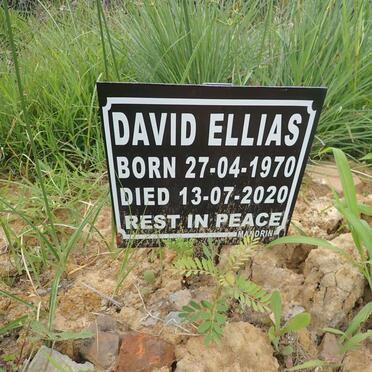 DAVID ELLIAS
BORN 27-04-1970
DIED 13-07-2020
REST IN PEACE
MANDRIN